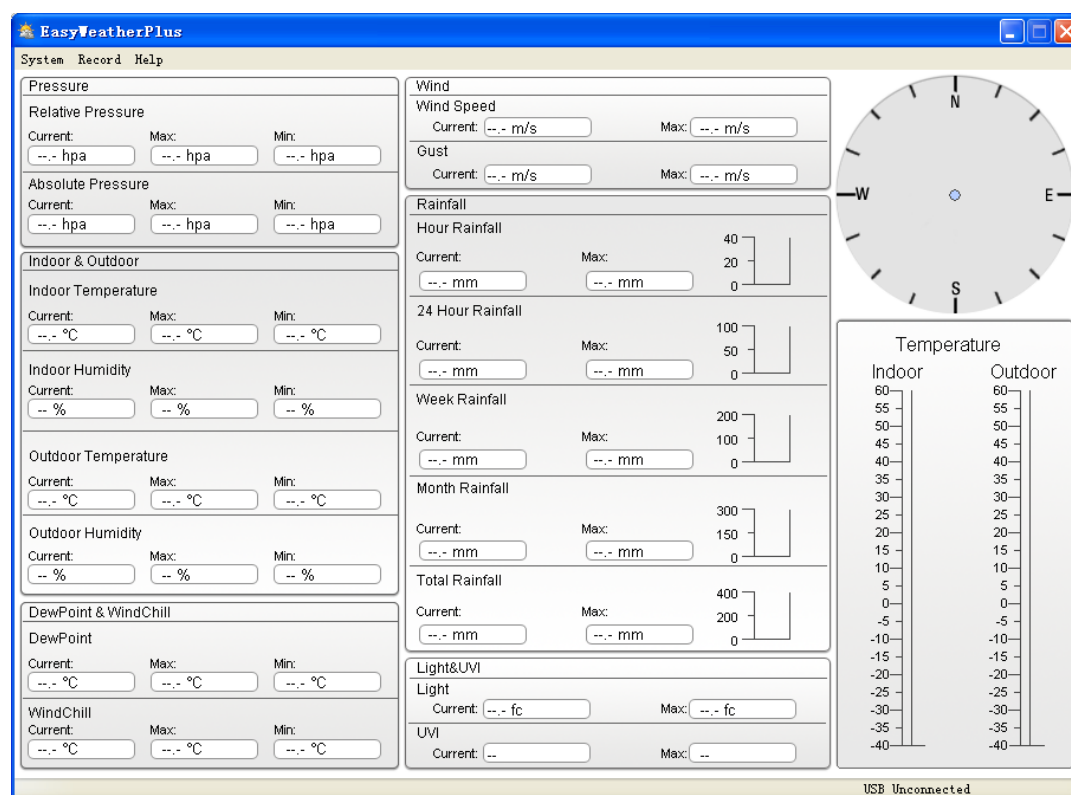 EasyWeatherPlus
System Record Help
Pressure
Relative Pressure
Current: Max: Min:
--.- hpa --.- hpa --.- hpa
Absolute Pressure
Current: Max: Min:
--.- hpa --.- hpa --.- hpa
Indoor & Outdoor
Indoor Temperature
Current: Max: Min:
--.- °C --.- °C --.- °C
Indoor Humidity
Current: Max: Min:
-- % -- % -- %
Outdoor Temperature
Current: Max: Min:
--.- °C --.- °C --.- °C
Outdoor Humidity
Current: Max: Min:
-- % -- % -- %
DewPoint & WindChill
DewPoint
Current: Max: Min:
--.- °C --.- °C --.- °C
WindChill
Current: Max: Min:
--.- °C --.- °C --.- °C
Wind
Wind Speed
Current: --.- m/s Max: --.- m/s
Gust
Current: --.- m/s Max: --.- m/s
Rainfall
Hour Rainfall
Current: Max:
--.- mm --.- mm
40
20
0
24 Hour Rainfall
Current: Max:
--.- mm --.- mm
100
50
0
Week Rainfall
Current: Max:
--.- mm --.- mm
200
100
0
Month Rainfall
Current: Max:
--.- mm --.- mm
300
150
0
Total Rainfall
Current: Max:
--.- mm --.- mm
400
200
0
Light&UVI
Light
Current: --.- fc Max: --.- fc
UVI
Current: -- Max: --
N
W E
S
Temperature
Indoor Outdoor
60 60
55 55
50 50
45 45
40 40
35 35
30 30
25 25
20 20
15 15
10 10
5 5
0 0
-5 -5
-10 -10
-15 -15
-20 -20
-25 -25
-30 -30
-35 -35
-40 -40
USB Unconnected